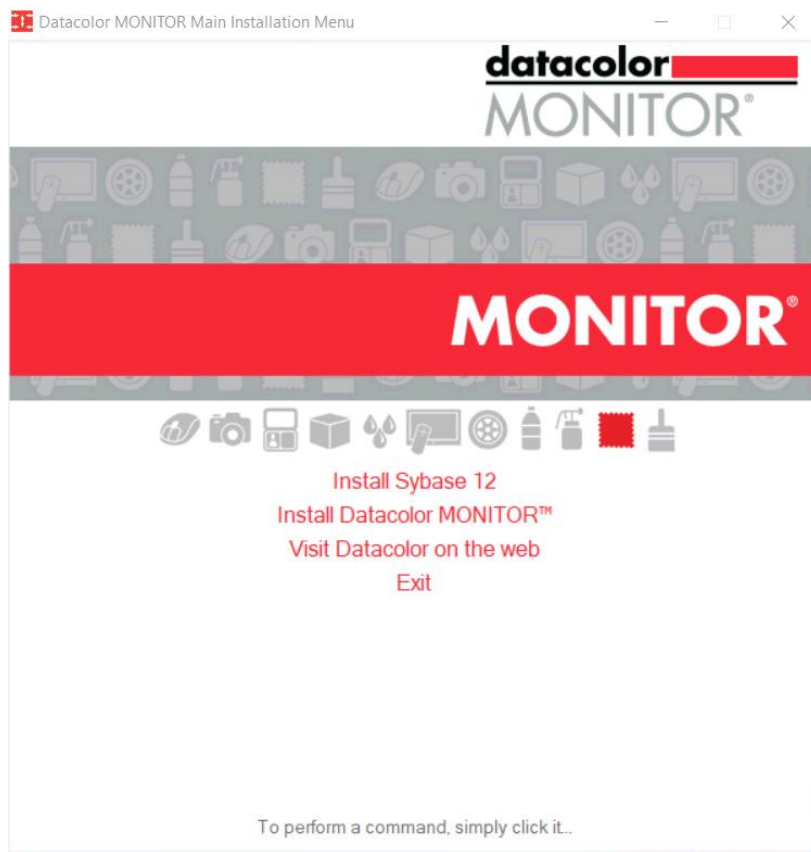 Datacolor MONITOR Main Installation Menu
datacolor
MONITOR®
MONITOR®
Install Sybase 12
Install Datacolor MONITOR™
Visit Datacolor on the web
Exit
To perform a command, simply click it...